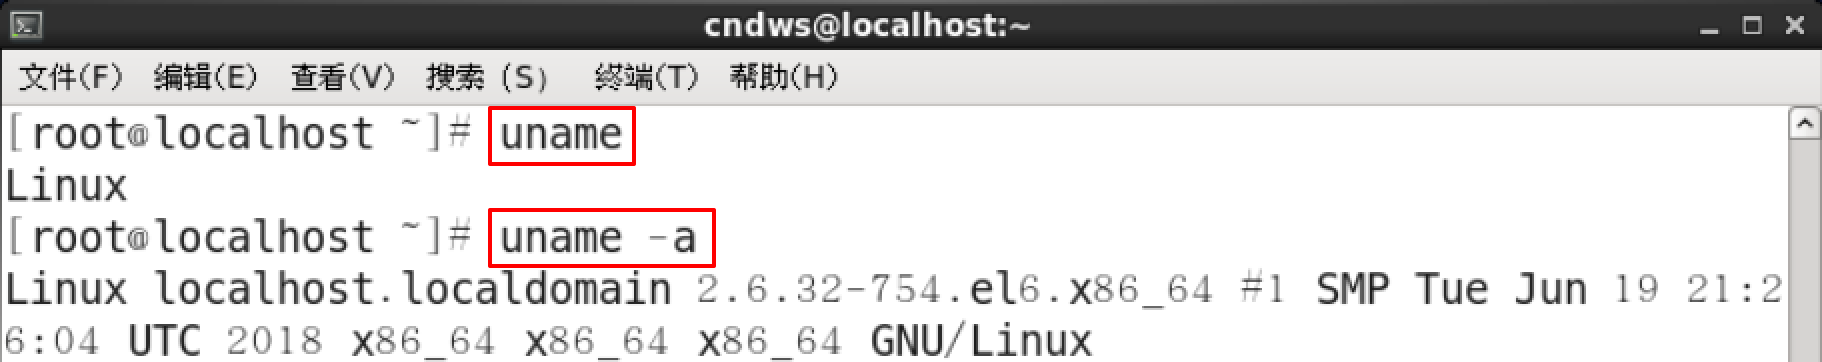 cndws@localhost:~
文件(F) 编辑(E) 查看(V) 搜索 (S) 终端(T) 帮助(H)
[root@localhost ~]# uname
Linux
[root@localhost ~]# uname -a
Linux localhost.localdomain 2.6.32-754.el6.x86_64 #1 SMP Tue Jun 19 21:2
6:04 UTC 2018 x86_64 x86_64 x86_64 GNU/Linux